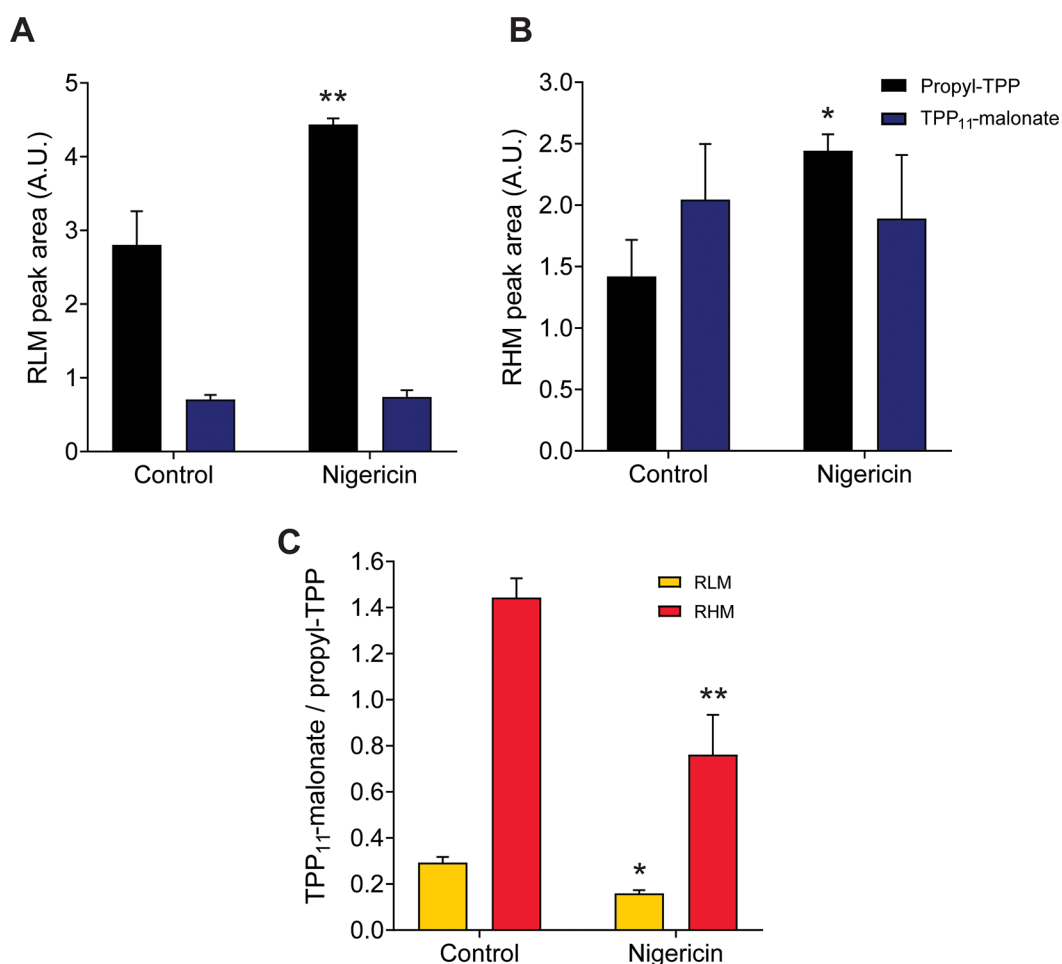 A
RLM peak area (A.U.)
5
4
3
2
1
0
**
Control
Nigericin
B
RHM peak area (A.U.)
3.0
2.5
2.0
1.5
1.0
0.5
0.0
*
Propyl-TPP
TPP₁₁-malonate
Control
Nigericin
C
TPP₁₁-malonate / propyl-TPP
1.6
1.4
1.2
1.0
0.8
0.6
0.4
0.2
0.0
RLM
RHM
*
**
Control
Nigericin